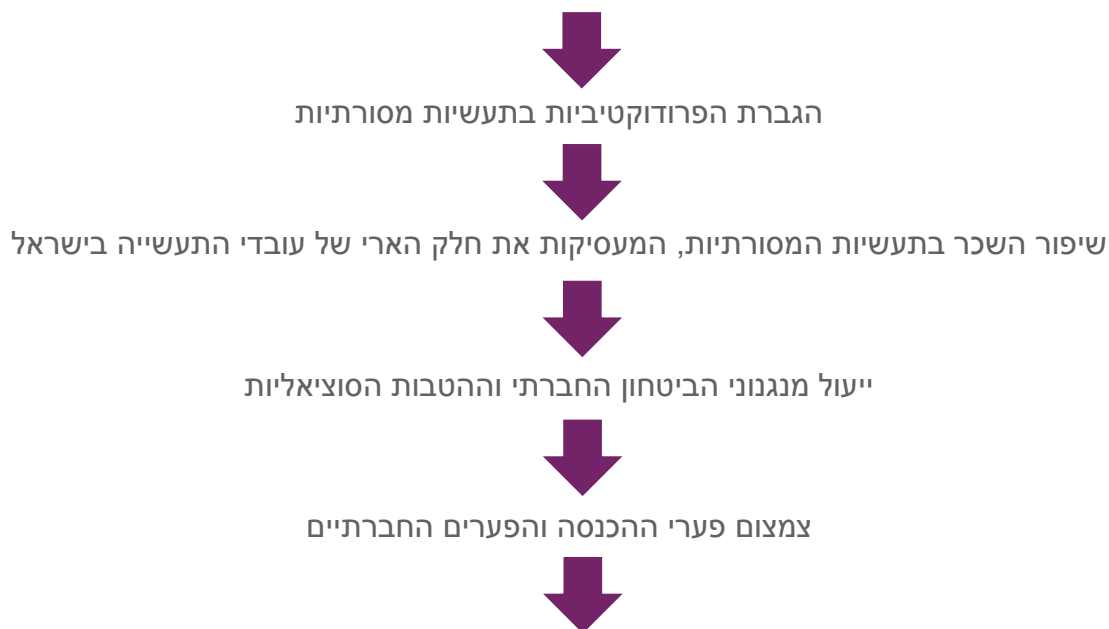 הגברת הפרודוקטיביות בתעשיות מסורתיות
שיפור השכר בתעשיות המסורתיות, המעסיקות את חלק הארי של עובדי התעשייה בישראל
ייעול מנגנוני הביטחון החברתי וההטבות הסוציאליות
צמצום פערי ההכנסה והפערים החברתיים